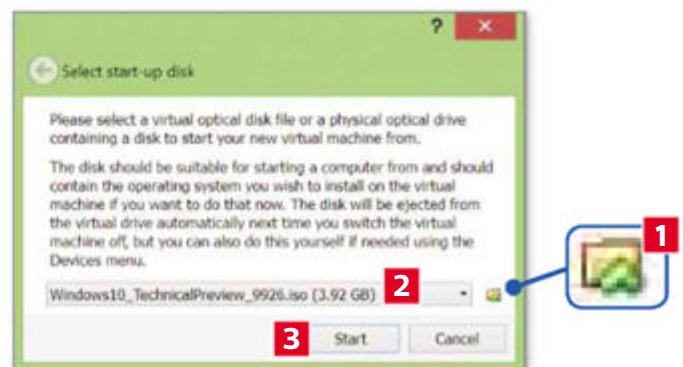 ?
Select start-up disk
Please select a virtual optical disk file or a physical optical drive
containing a disk to start your new virtual machine from.
The disk should be suitable for starting a computer from and should
contain the operating system you wish to install on the virtual
machine if you want to do that now. The disk will be ejected from
the virtual drive automatically next time you switch the virtual
machine off, but you can also do this yourself if needed using the
Devices menu.
1
Windows10_TechnicalPreview_9926.iso (3.92 GB) 2
3 Start Cancel